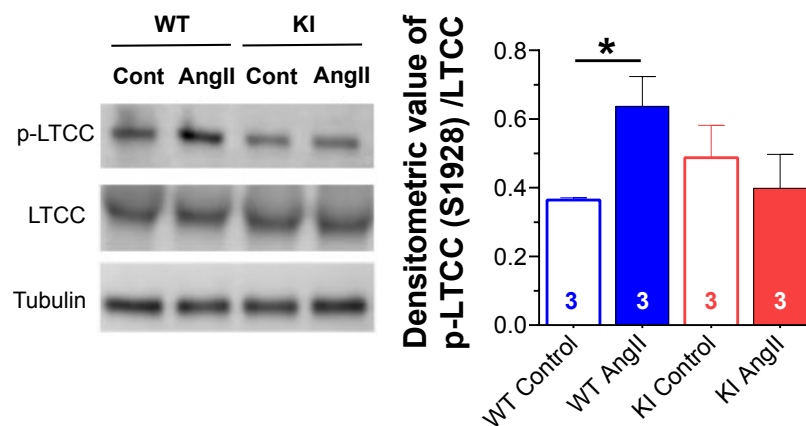 WT KI
Cont AngII Cont AngII
p-LTCC
LTCC
Tubulin
Densitometric value of
p-LTCC (S1928) /LTCC
0.8
0.6
0.4
0.2
0.0
*
3 3 3 3
WT Control
WT AngII
KI Control
KI AngII